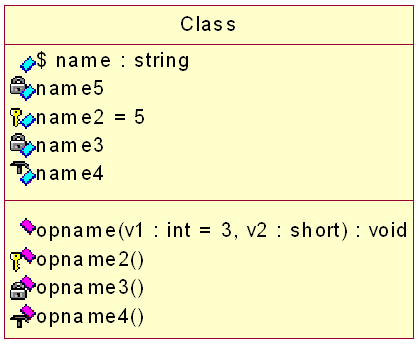 Class
$ name : string
name5
name2 = 5
name3
name4
opname(v1 : int = 3, v2 : short) : void
opname2()
opname3()
opname4()